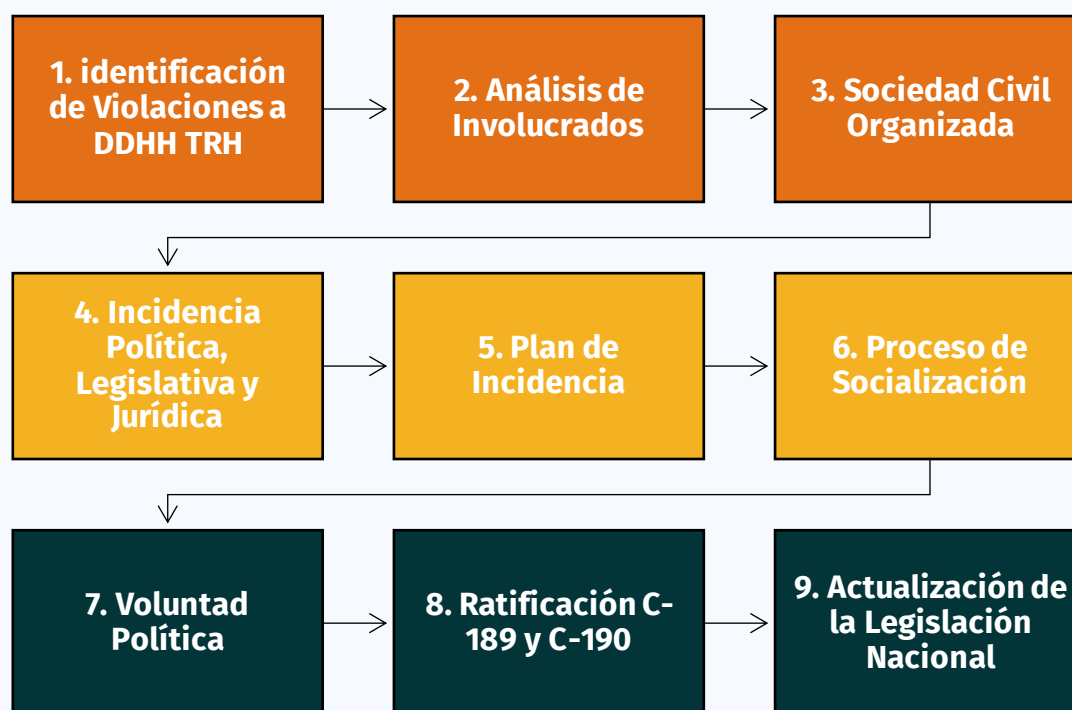 1. identificación
de Violaciones a
DDHH TRH
2. Análisis de
Involucrados
3. Sociedad Civil
Organizada
4. Incidencia
Política,
Legislativa y
Jurídica
5. Plan de
Incidencia
6. Proceso de
Socialización
7. Voluntad
Política
8. Ratificación C-
189 y C-190
9. Actualización de
la Legislación
Nacional